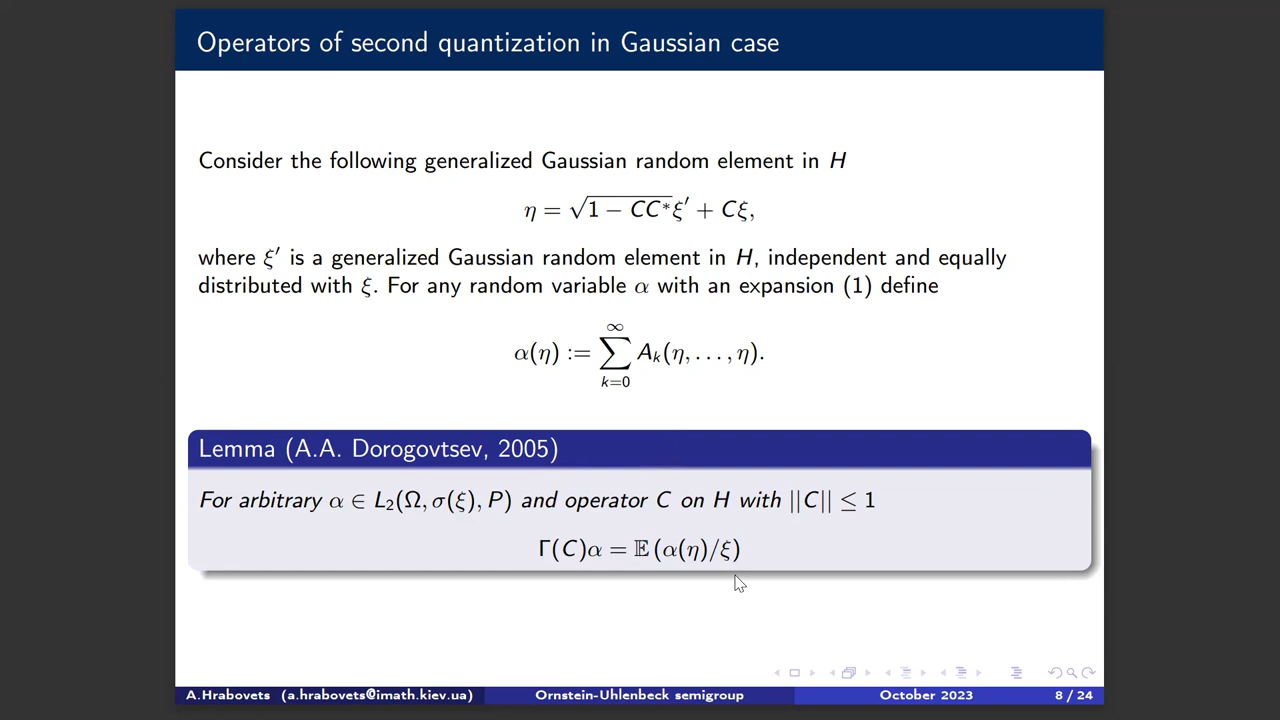 Operators of second quantization in Gaussian case
Consider the following generalized Gaussian random element in H
η = √1 − CC* ξ′ + Cξ,
where ξ′ is a generalized Gaussian random element in H, independent and equally
distributed with ξ. For any random variable α with an expansion (1) define
α(η) := ∑_{k=0}^{∞} A_k(η, . . . , η).
Lemma (A.A. Dorogovtsev, 2005)
For arbitrary α ∈ L₂(Ω, σ(ξ), P) and operator C on H with ||C|| ≤ 1
Γ(C)α = 𝔼 (α(η)/ξ)
A.Hrabovets (a.hrabovets@imath.kiev.ua) Ornstein-Uhlenbeck semigroup October 2023 8 / 24